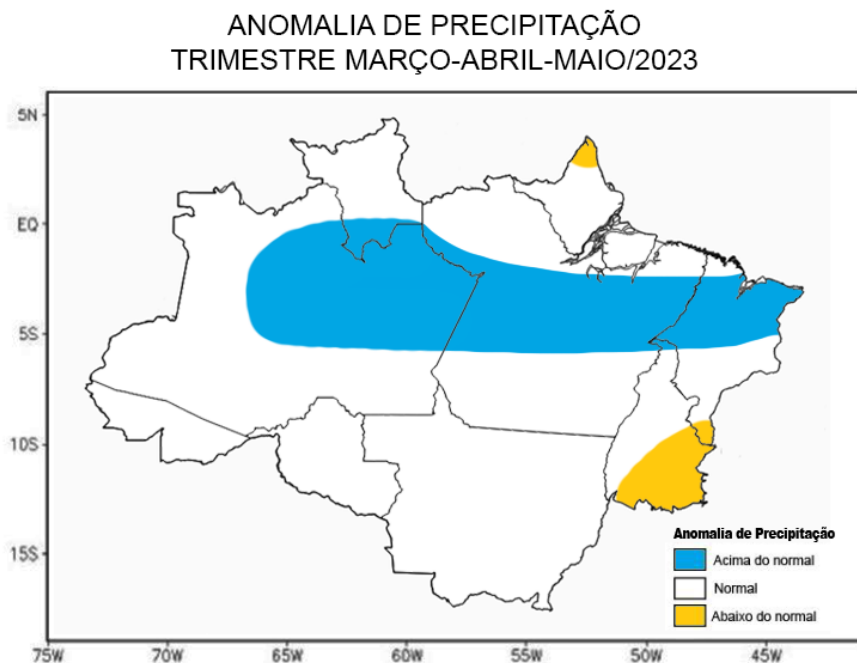 ANOMALIA DE PRECIPITAÇÃO
TRIMESTRE MARÇO-ABRIL-MAIO/2023
5N
EQ
5S
10S
15S
Anomalia de Precipitação
Acima do normal
Normal
Abaixo do normal
75W 70W 65W 60W 55W 50W 45W